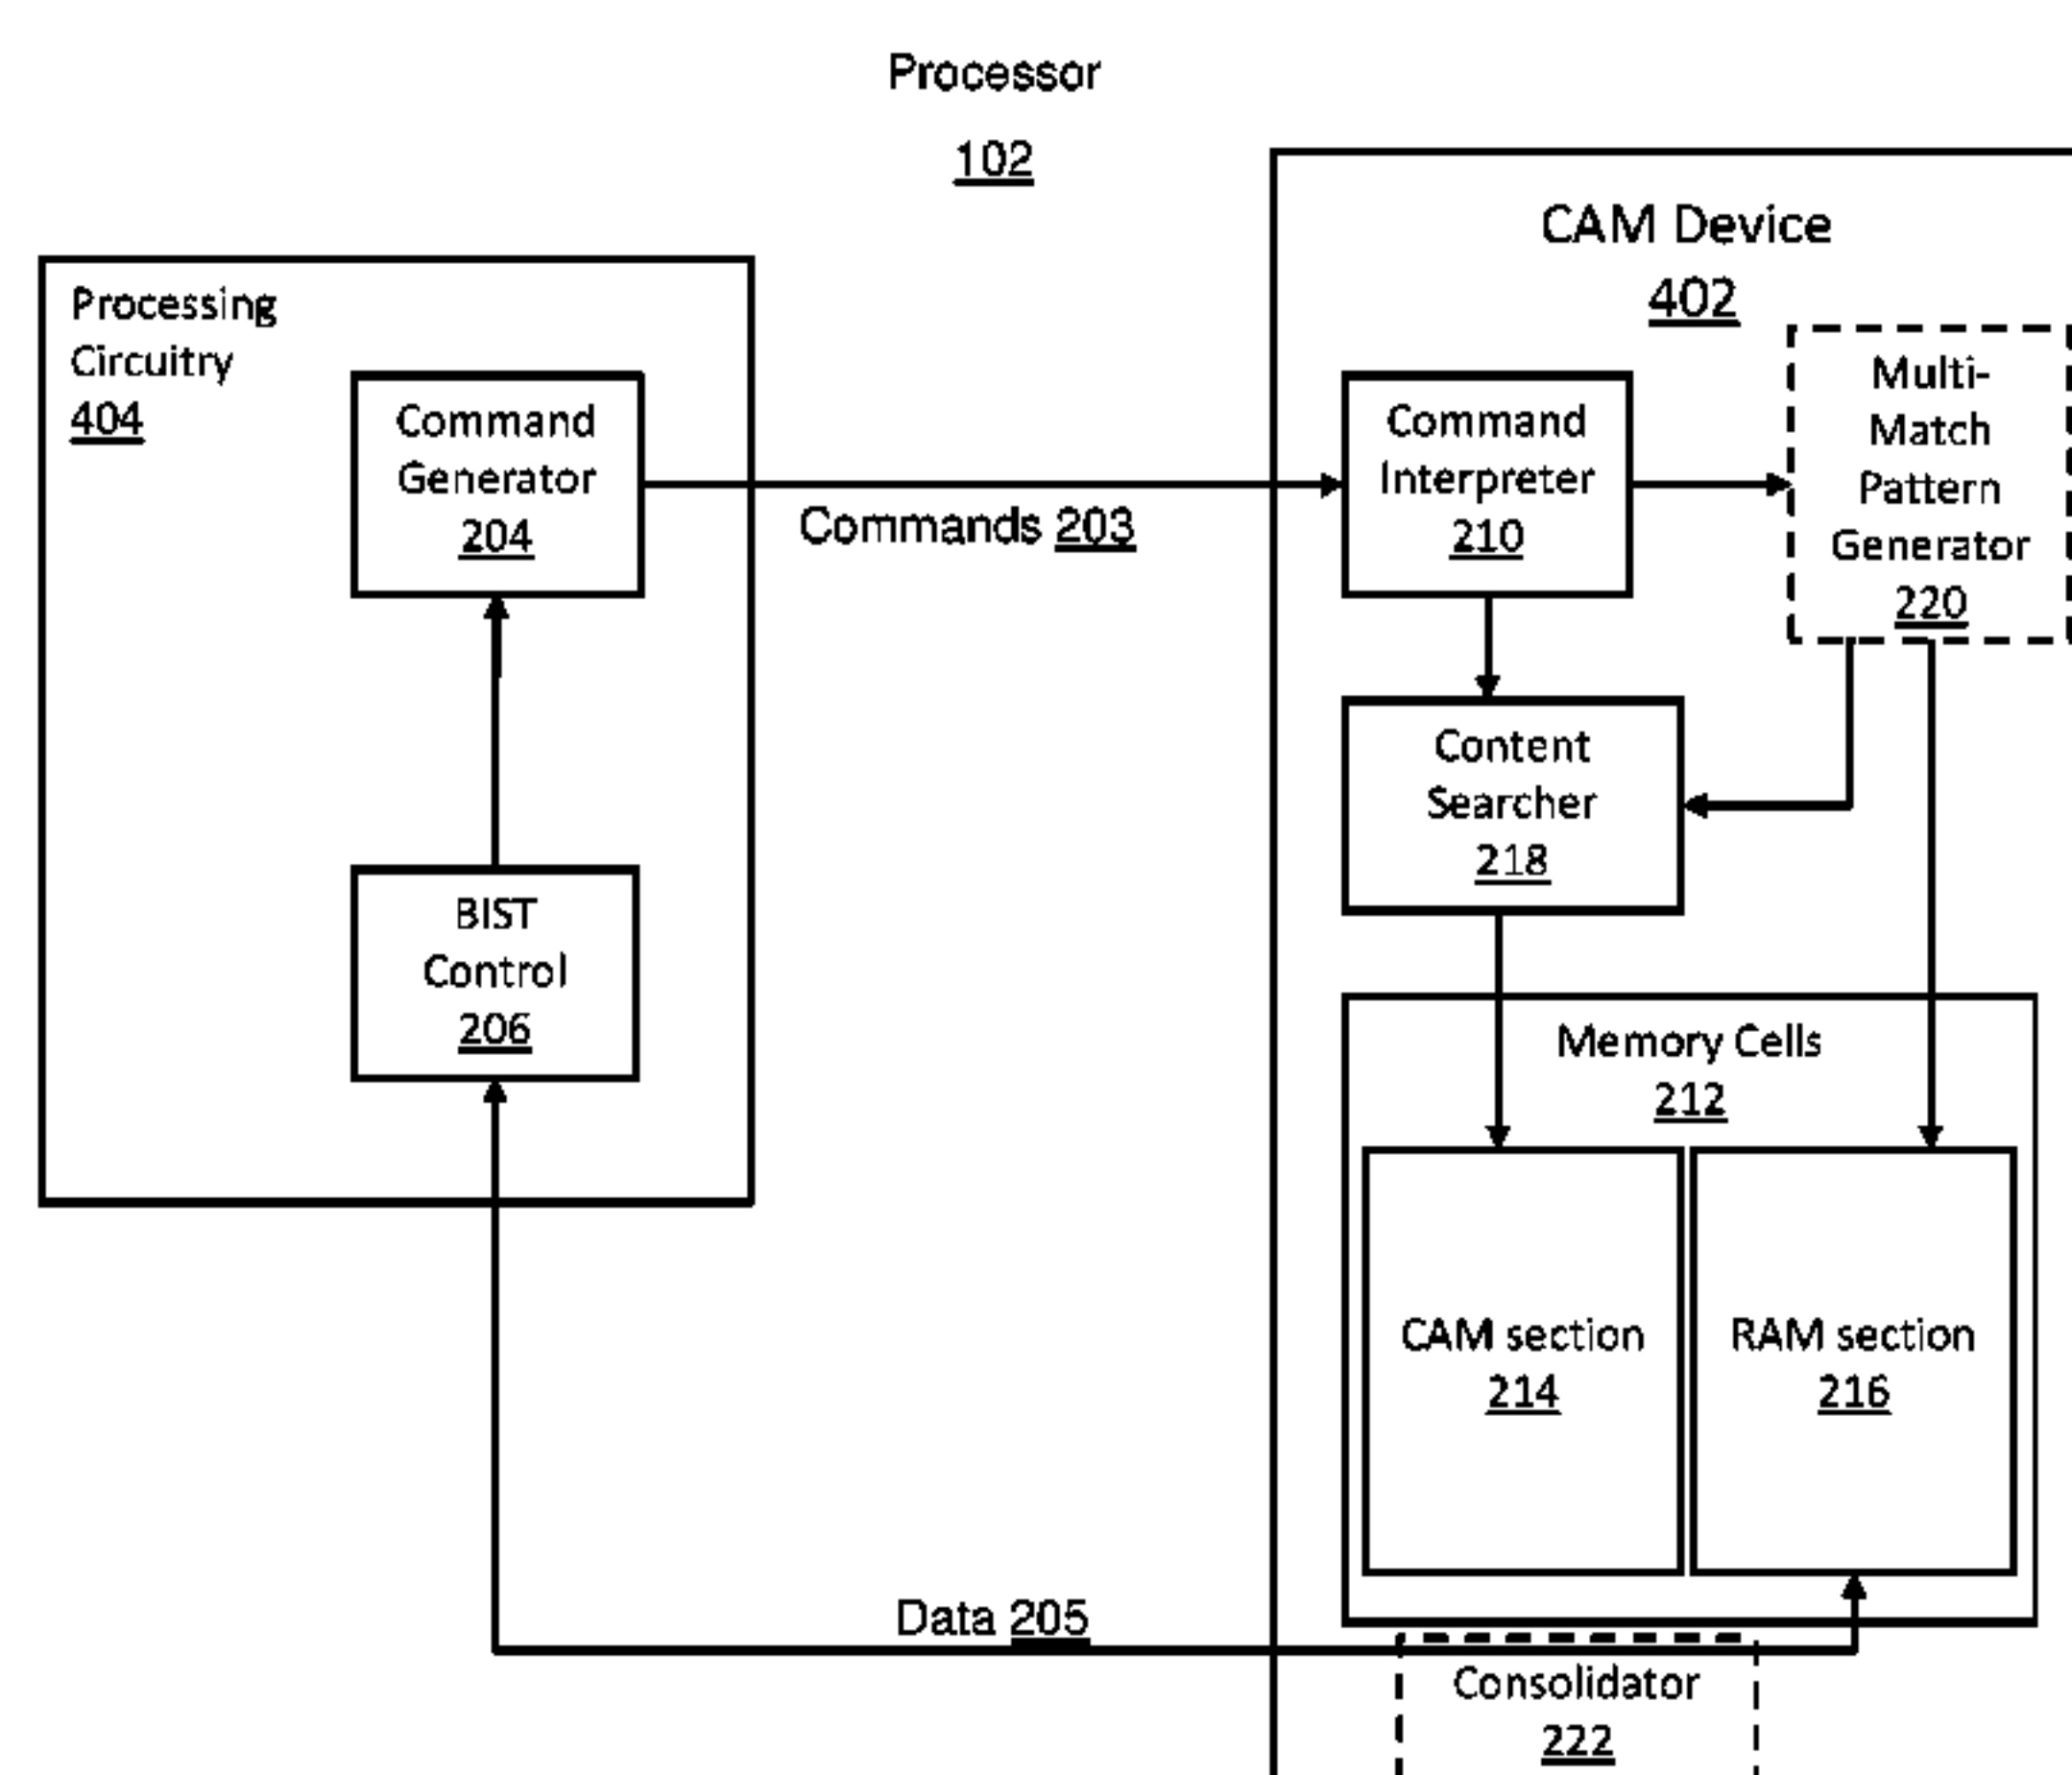 Processor
102
Processing
Circuitry
404
Command
Generator
204
BIST
Control
206
Commands 203
Data 205
CAM Device
402
Command
Interpreter
210
Multi-
Match
Pattern
Generator
220
Content
Searcher
218
Memory Cells
212
CAM section
214
RAM section
216
Consolidator
222